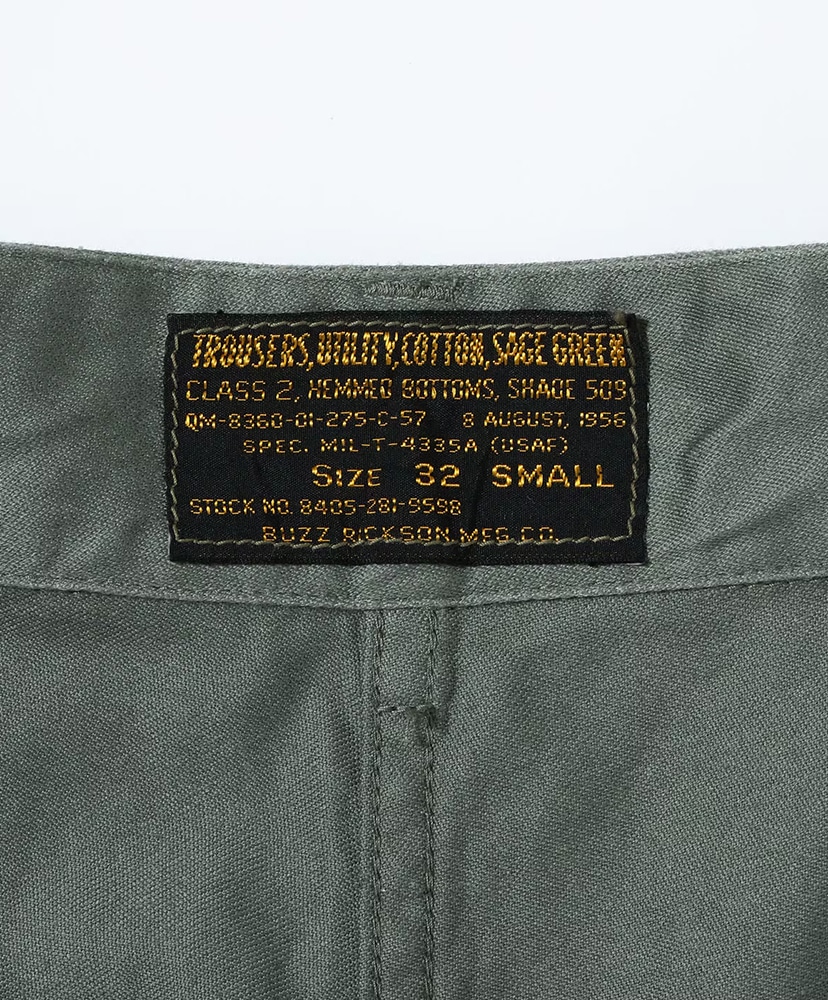 TROUSERS, UTILITY, COTTON, SAGE GREEN
CLASS 2, HEMMED BOTTOMS, SHADE 509
QM-8360-01-275-C-57 8 AUGUST, 1956
SPEC. MIL-T-4335A (USAF)
SIZE 32 SMALL
STOCK NO. 8405-281-9598
BUZZ RICKSON MFG. CO.